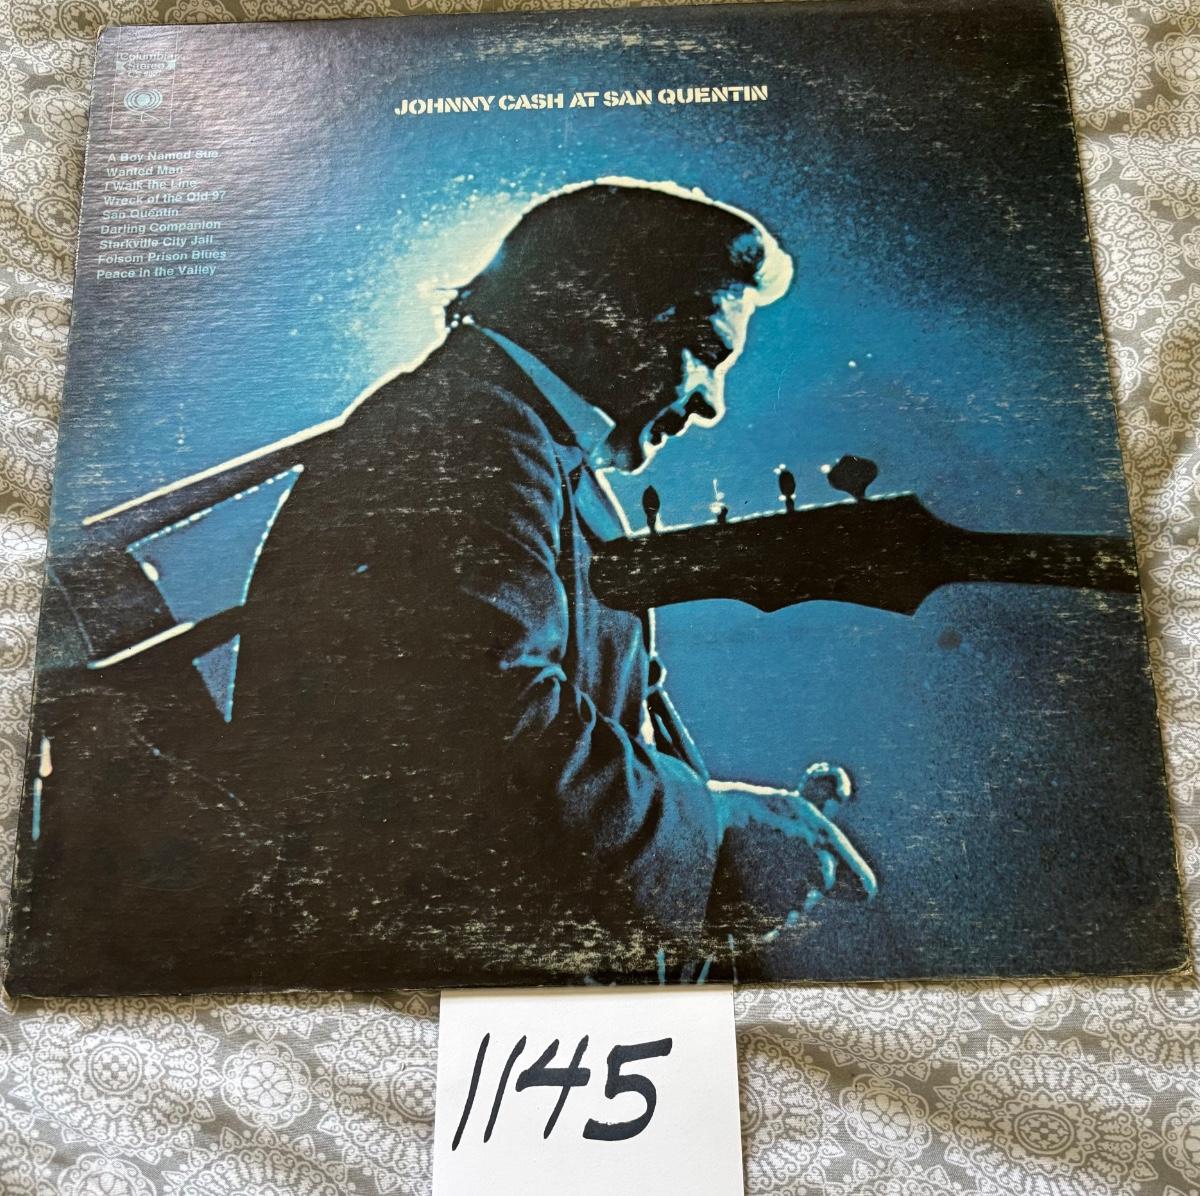 Columbia
Stereo
JOHNNY CASH AT SAN QUENTIN
A Boy Named Sue
Wanted Man
I Walk the Line
Wreck of the Old 97
San Quentin
Darling Companion
Starkville City Jail
Folsom Prison Blues
Peace in the Valley
1145